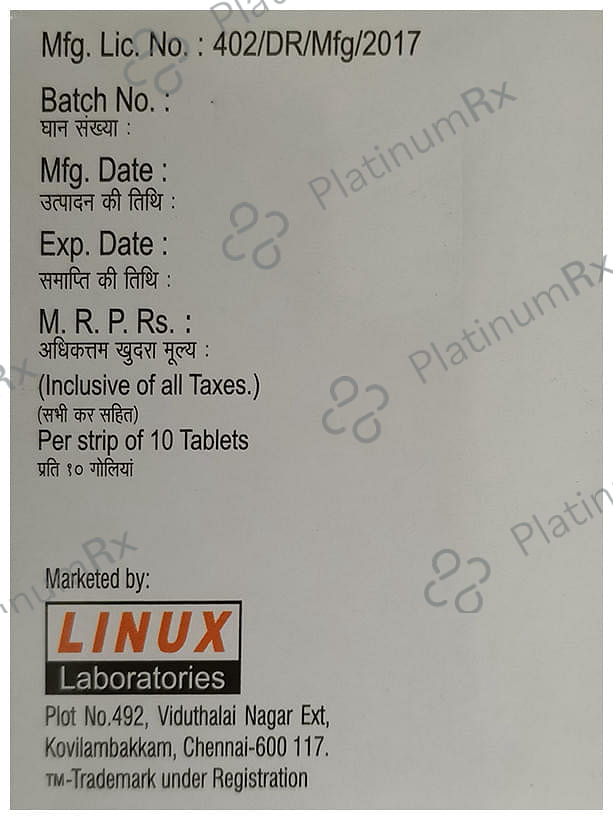 Mfg. Lic. No. : 402/DR/Mfg/2017
Batch No. :
घान संख्या :
Mfg. Date :
उत्पादन की तिथि :
Exp. Date :
समाप्ति की तिथि :
M. R. P. Rs. :
अधिकत्तम खुदरा मूल्य :
(Inclusive of all Taxes.)
(सभी कर सहित)
Per strip of 10 Tablets
प्रति १० गोलियां
Marketed by:
LINUX
Laboratories
Plot No.492, Viduthalai Nagar Ext,
Kovilambakkam, Chennai-600 117.
TM-Trademark under Registration
PlatinumRx
PlatinumRx